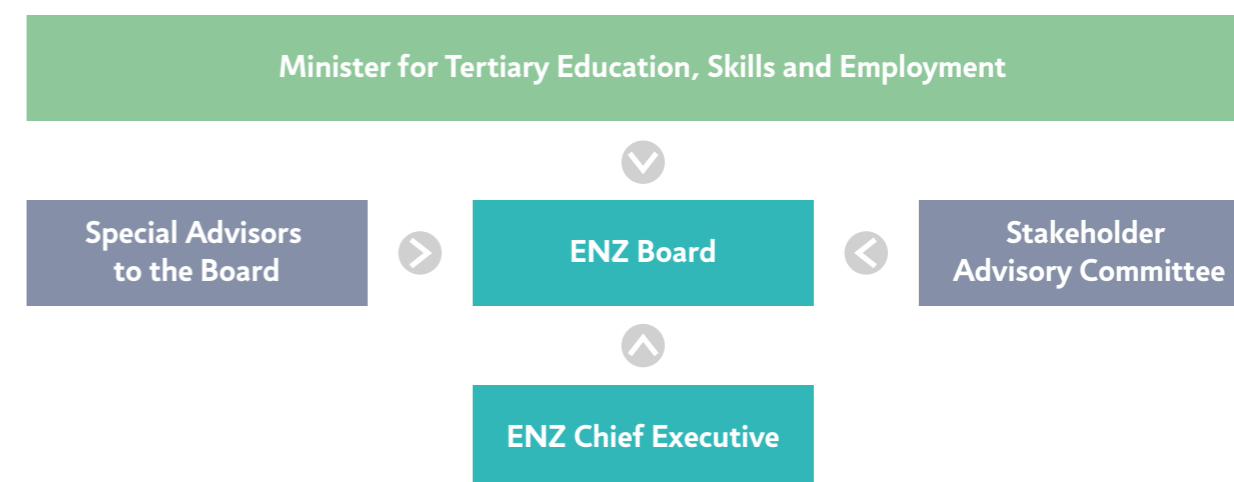 Minister for Tertiary Education, Skills and Employment
Special Advisors
to the Board
ENZ Board
Stakeholder
Advisory Committee
ENZ Chief Executive